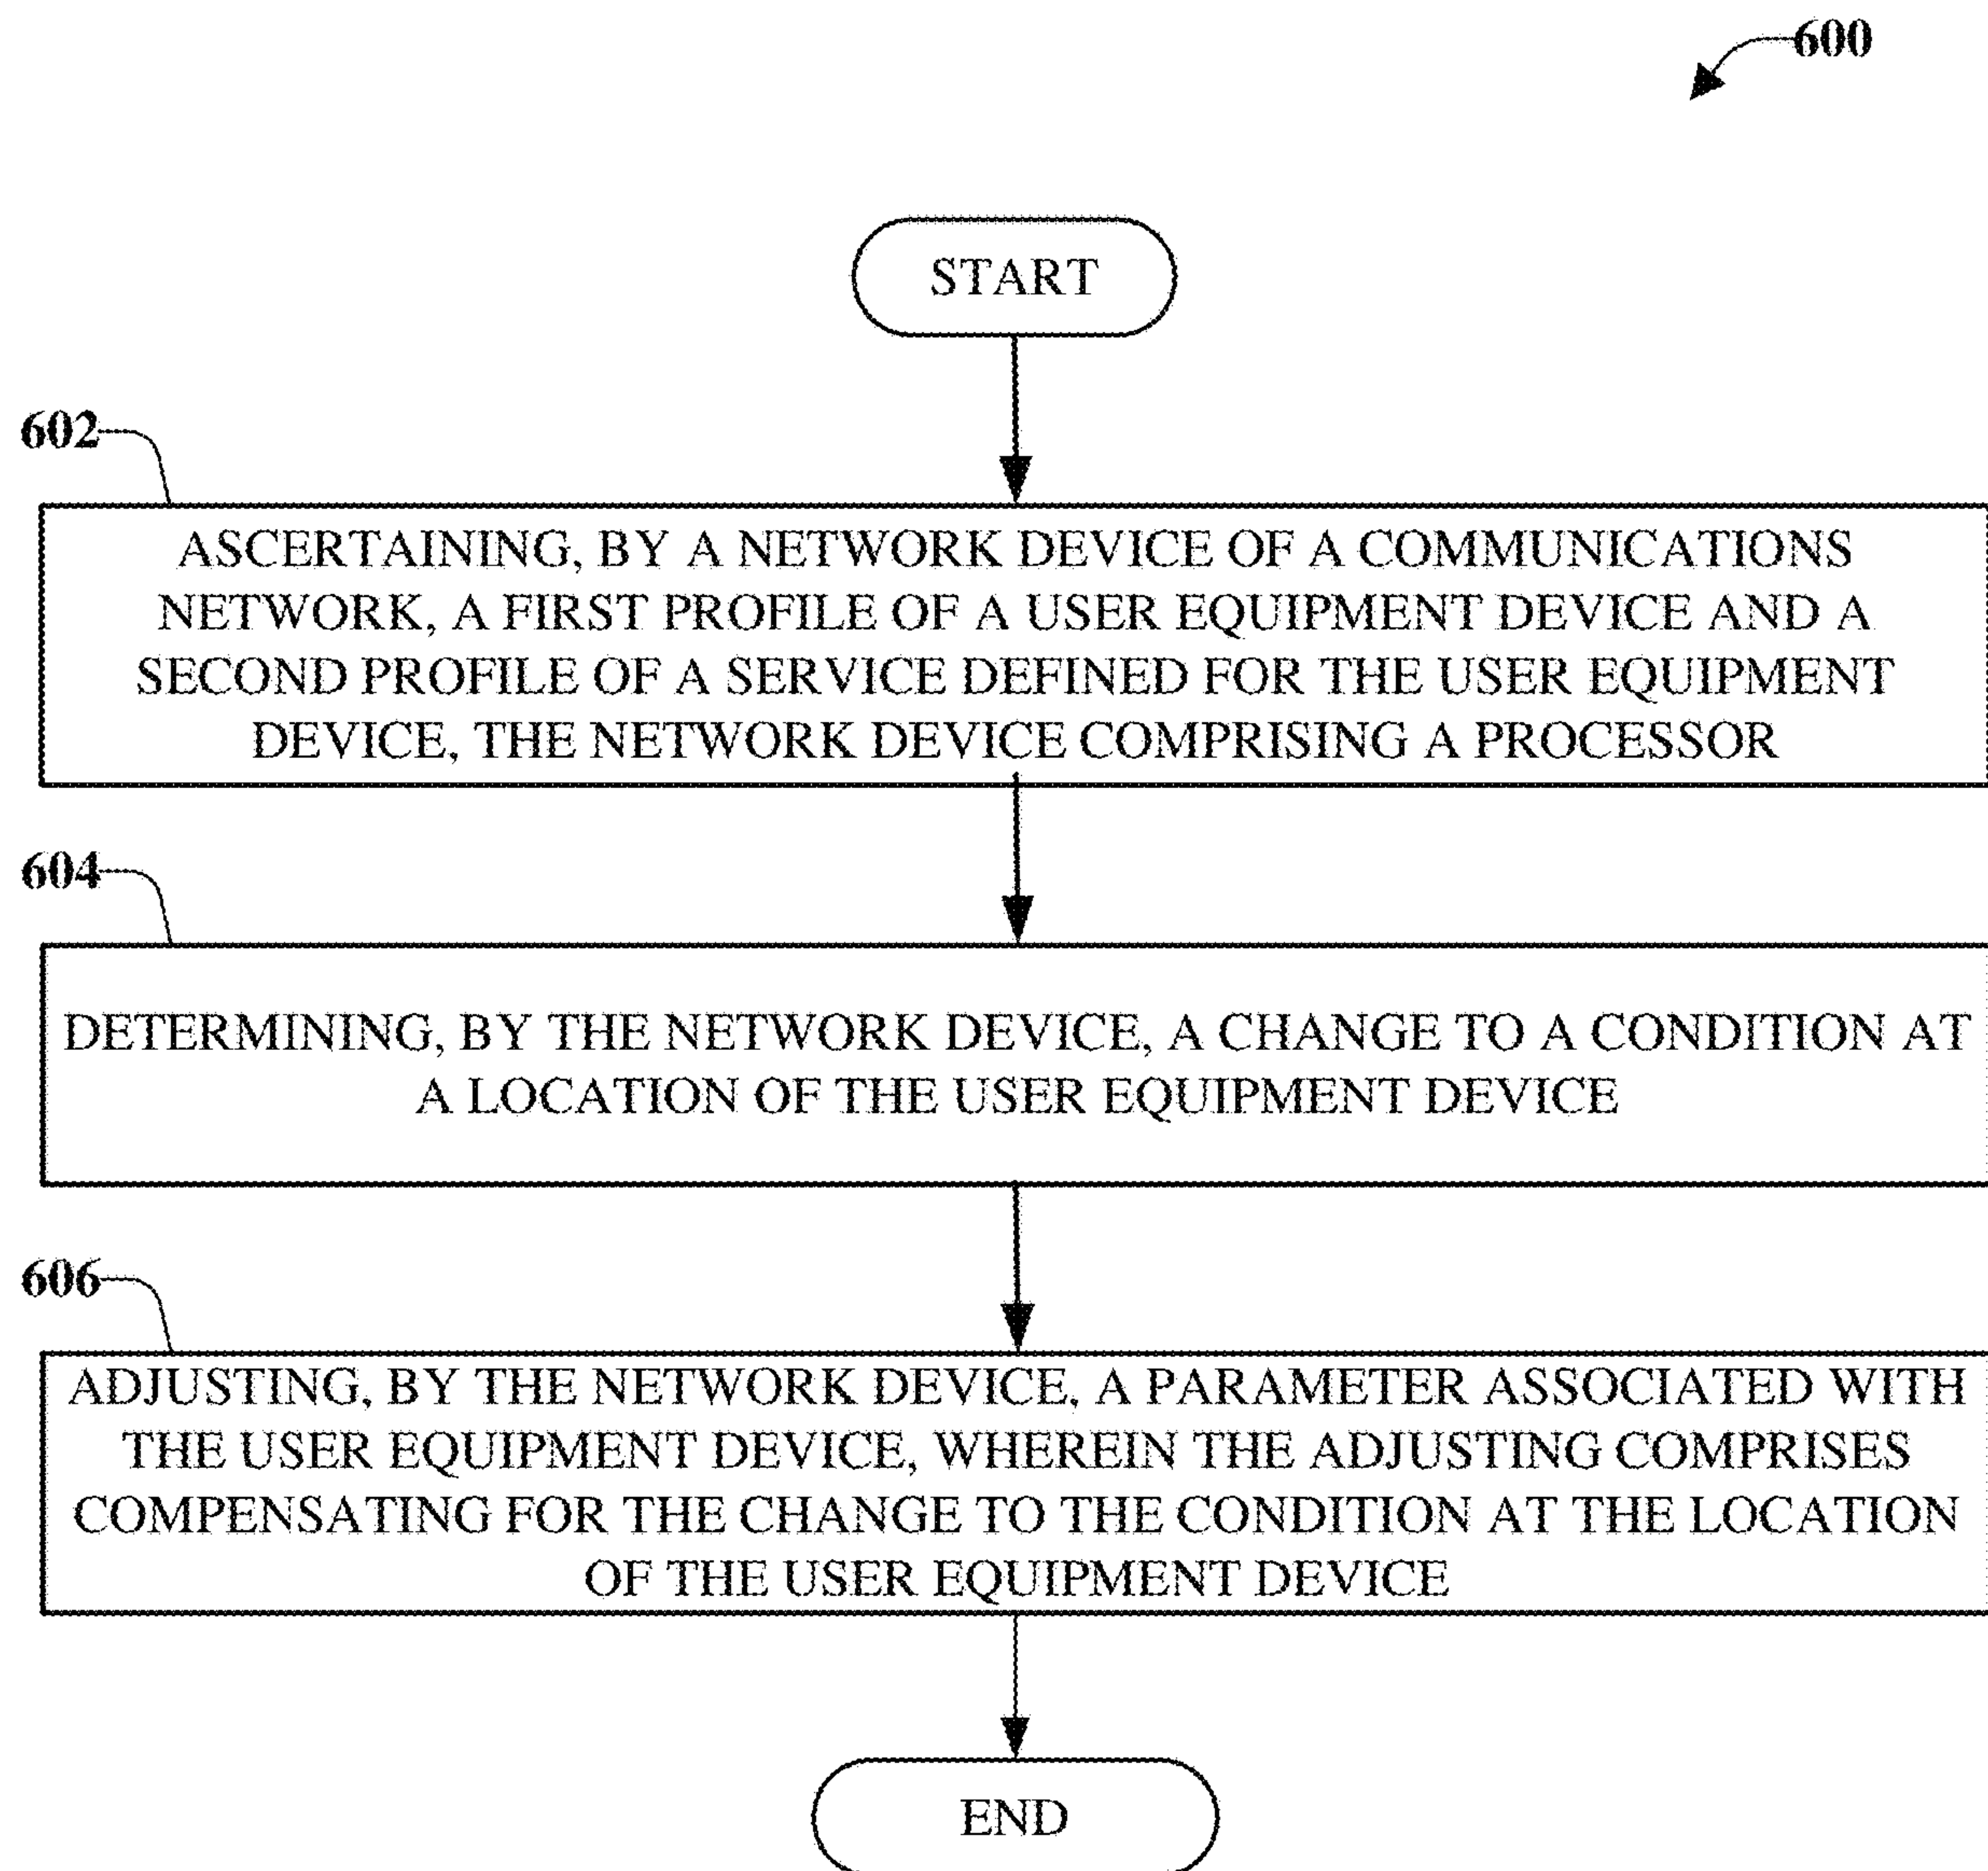 600
START
602
ASCERTAINING, BY A NETWORK DEVICE OF A COMMUNICATIONS
NETWORK, A FIRST PROFILE OF A USER EQUIPMENT DEVICE AND A
SECOND PROFILE OF A SERVICE DEFINED FOR THE USER EQUIPMENT
DEVICE, THE NETWORK DEVICE COMPRISING A PROCESSOR
604
DETERMINING, BY THE NETWORK DEVICE, A CHANGE TO A CONDITION AT
A LOCATION OF THE USER EQUIPMENT DEVICE
606
ADJUSTING, BY THE NETWORK DEVICE, A PARAMETER ASSOCIATED WITH
THE USER EQUIPMENT DEVICE, WHEREIN THE ADJUSTING COMPRISES
COMPENSATING FOR THE CHANGE TO THE CONDITION AT THE LOCATION
OF THE USER EQUIPMENT DEVICE
END